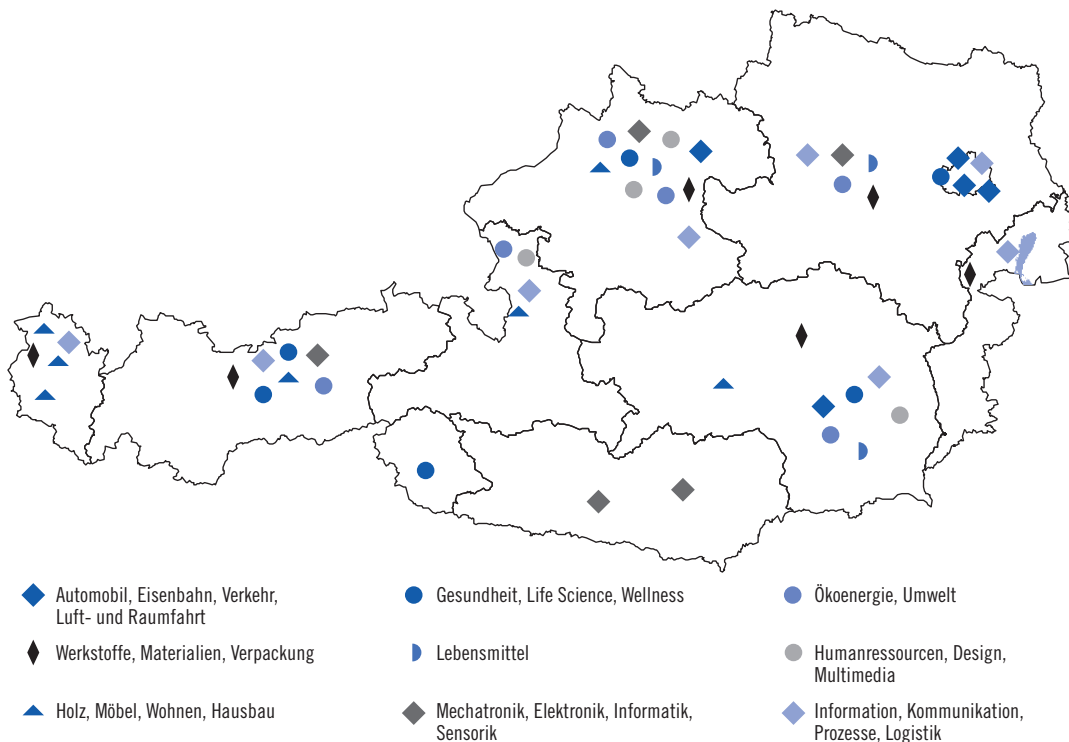 Automobil, Eisenbahn, Verkehr,
Luft- und Raumfahrt
Gesundheit, Life Science, Wellness
Ökoenergie, Umwelt
Werkstoffe, Materialien, Verpackung
Lebensmittel
Humanressourcen, Design,
Multimedia
Holz, Möbel, Wohnen, Hausbau
Mechatronik, Elektronik, Informatik,
Sensorik
Information, Kommunikation,
Prozesse, Logistik